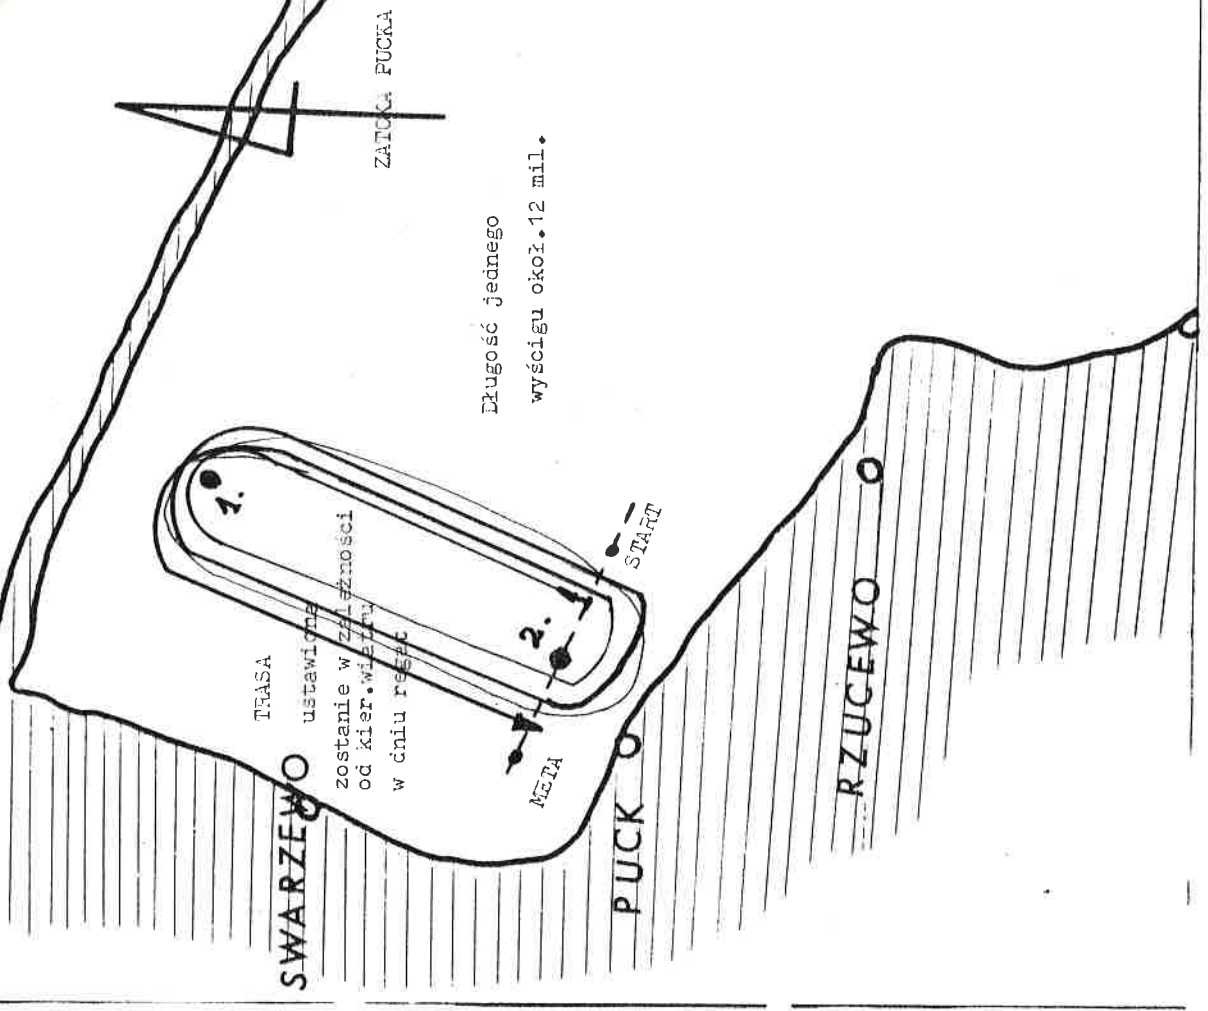 ZATOKA PUCKA
Długość jednego
wyścigu okoł.12 mil.
1.
2.
START
META
TRASA
ustawiona
zostanie w zależności
od kier.wiatru
w dniu regat
SWARZEWO
PUCK
RZUCEWO